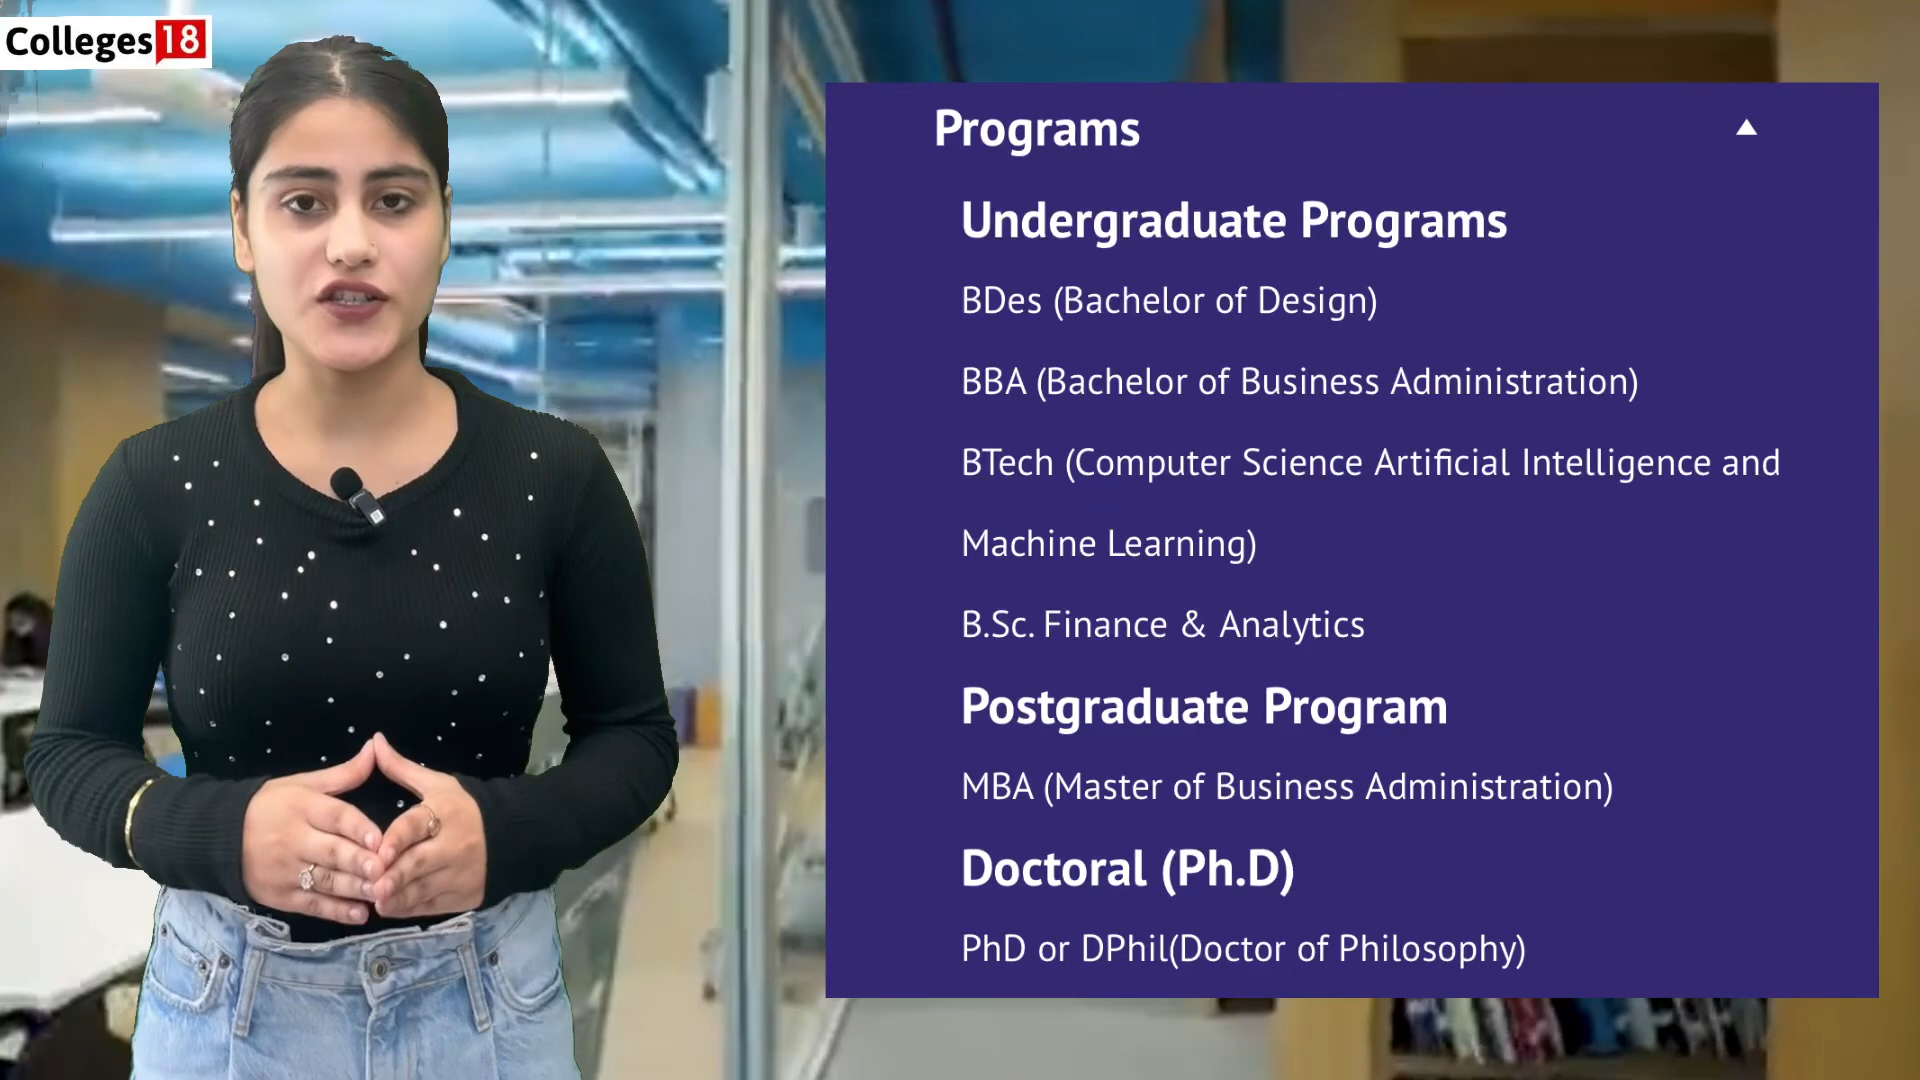 Colleges 18
Programs
Undergraduate Programs
BDes (Bachelor of Design)
BBA (Bachelor of Business Administration)
BTech (Computer Science Artificial Intelligence and
Machine Learning)
B.Sc. Finance & Analytics
Postgraduate Program
MBA (Master of Business Administration)
Doctoral (Ph.D)
PhD or DPhil(Doctor of Philosophy)